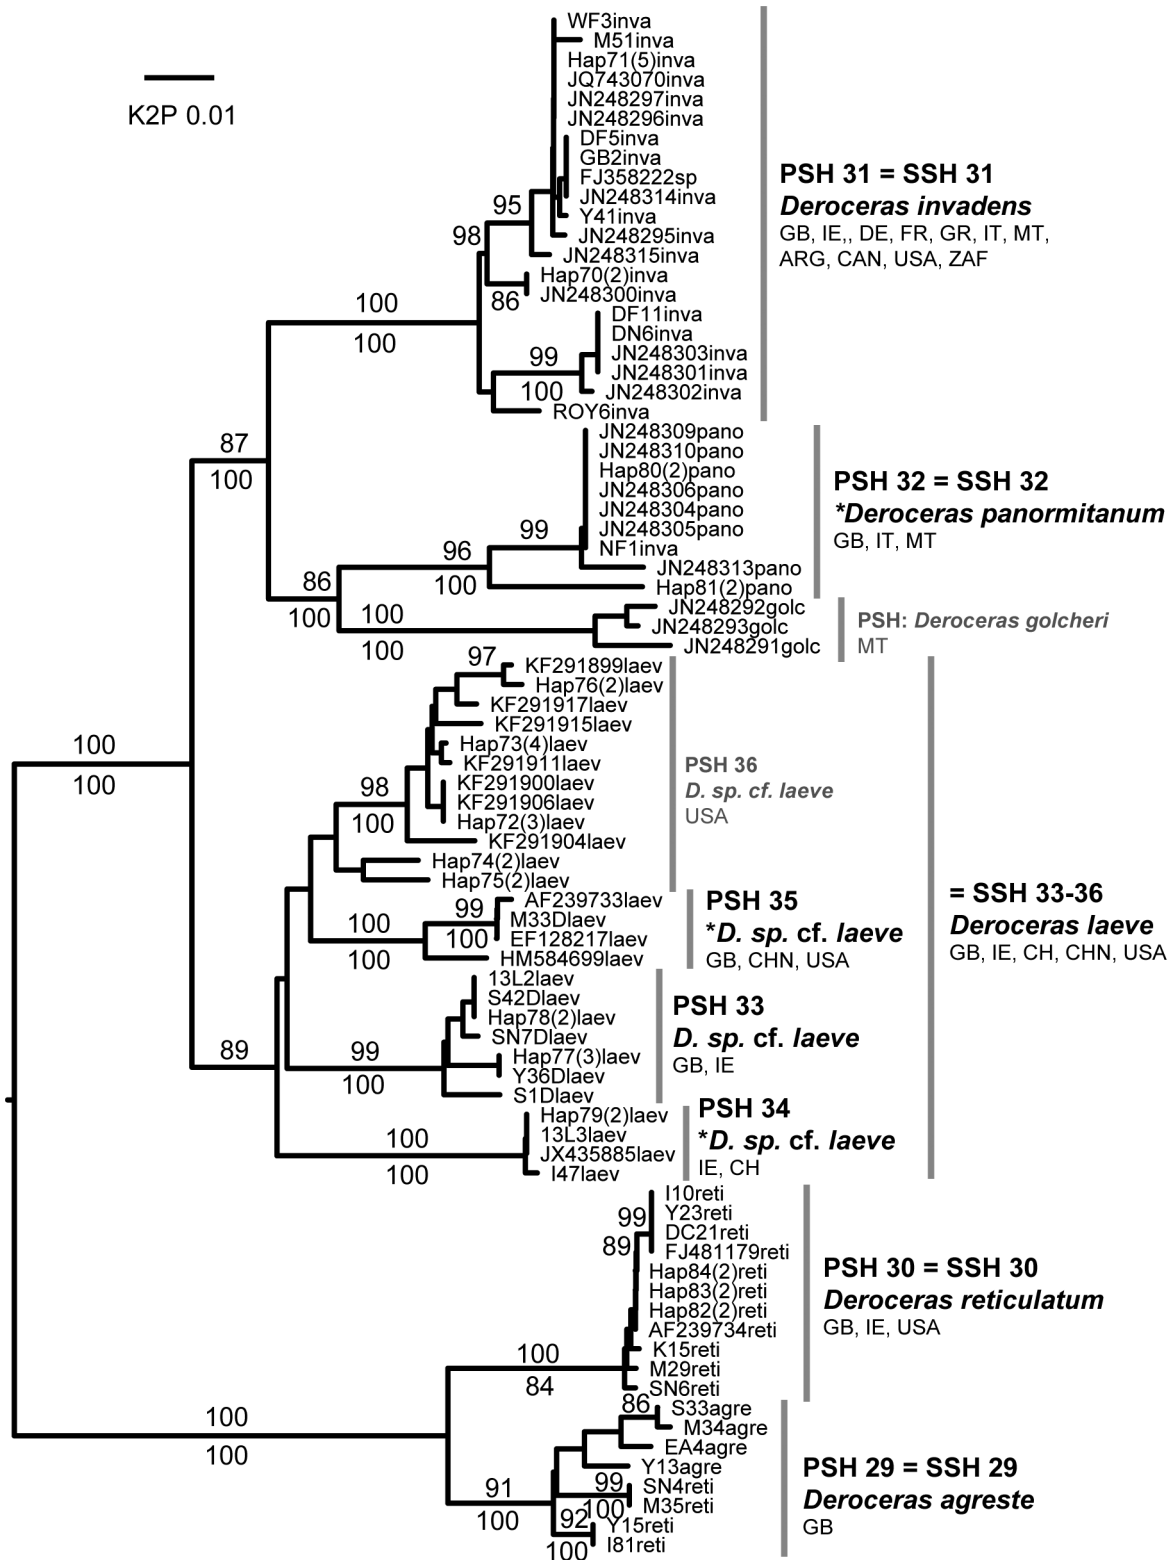 WF3inva
M51inva
Hap71(5)inva
JQ743070inva
JN248297inva
JN248296inva
DF5inva
GB2inva
FJ358222sp
JN248314inva
Y41inva
JN248295inva
JN248315inva
Hap70(2)inva
JN248300inva
DF11inva
DN6inva
JN248303inva
JN248301inva
JN248302inva
ROY6inva
K2P 0.01
95
98
86
100
100
99
100
PSH 31 = SSH 31
Deroceras invadens
GB, IE,, DE, FR, GR, IT, MT,
ARG, CAN, USA, ZAF
87
100
JN248309pano
JN248310pano
Hap80(2)pano
JN248306pano
JN248304pano
JN248305pano
NF1inva
JN248313pano
Hap81(2)pano
99
96
100
86
100
PSH 32 = SSH 32
*Deroceras panormitanum
GB, IT, MT
100
100
JN248292golc
JN248293golc
JN248291golc
PSH: Deroceras golcheri
MT
100
100
97
KF291899laev
Hap76(2)laev
KF291917laev
KF291915laev
Hap73(4)laev
KF291911laev
KF291900laev
KF291906laev
Hap72(3)laev
KF291904laev
Hap74(2)laev
Hap75(2)laev
98
100
PSH 36
D. sp. cf. laeve
USA
AF239733laev
M33Dlaev
EF128217laev
HM584699laev
99
100
100
100
PSH 35
*D. sp. cf. laeve
GB, CHN, USA
= SSH 33-36
Deroceras laeve
GB, IE, CH, CHN, USA
89
13L2laev
S42Dlaev
Hap78(2)laev
SN7Dlaev
Hap77(3)laev
Y36Dlaev
S1Dlaev
99
100
PSH 33
D. sp. cf. laeve
GB, IE
Hap79(2)laev
13L3laev
JX435885laev
I47laev
100
100
PSH 34
*D. sp. cf. laeve
IE, CH
I10reti
Y23reti
DC21reti
FJ481179reti
Hap84(2)reti
Hap83(2)reti
Hap82(2)reti
AF239734reti
K15reti
M29reti
SN6reti
99
89
100
84
PSH 30 = SSH 30
Deroceras reticulatum
GB, IE, USA
100
100
86
S33agre
M34agre
EA4agre
Y13agre
SN4reti
M35reti
Y15reti
I81reti
91
100
99
100
92
100
PSH 29 = SSH 29
Deroceras agreste
GB